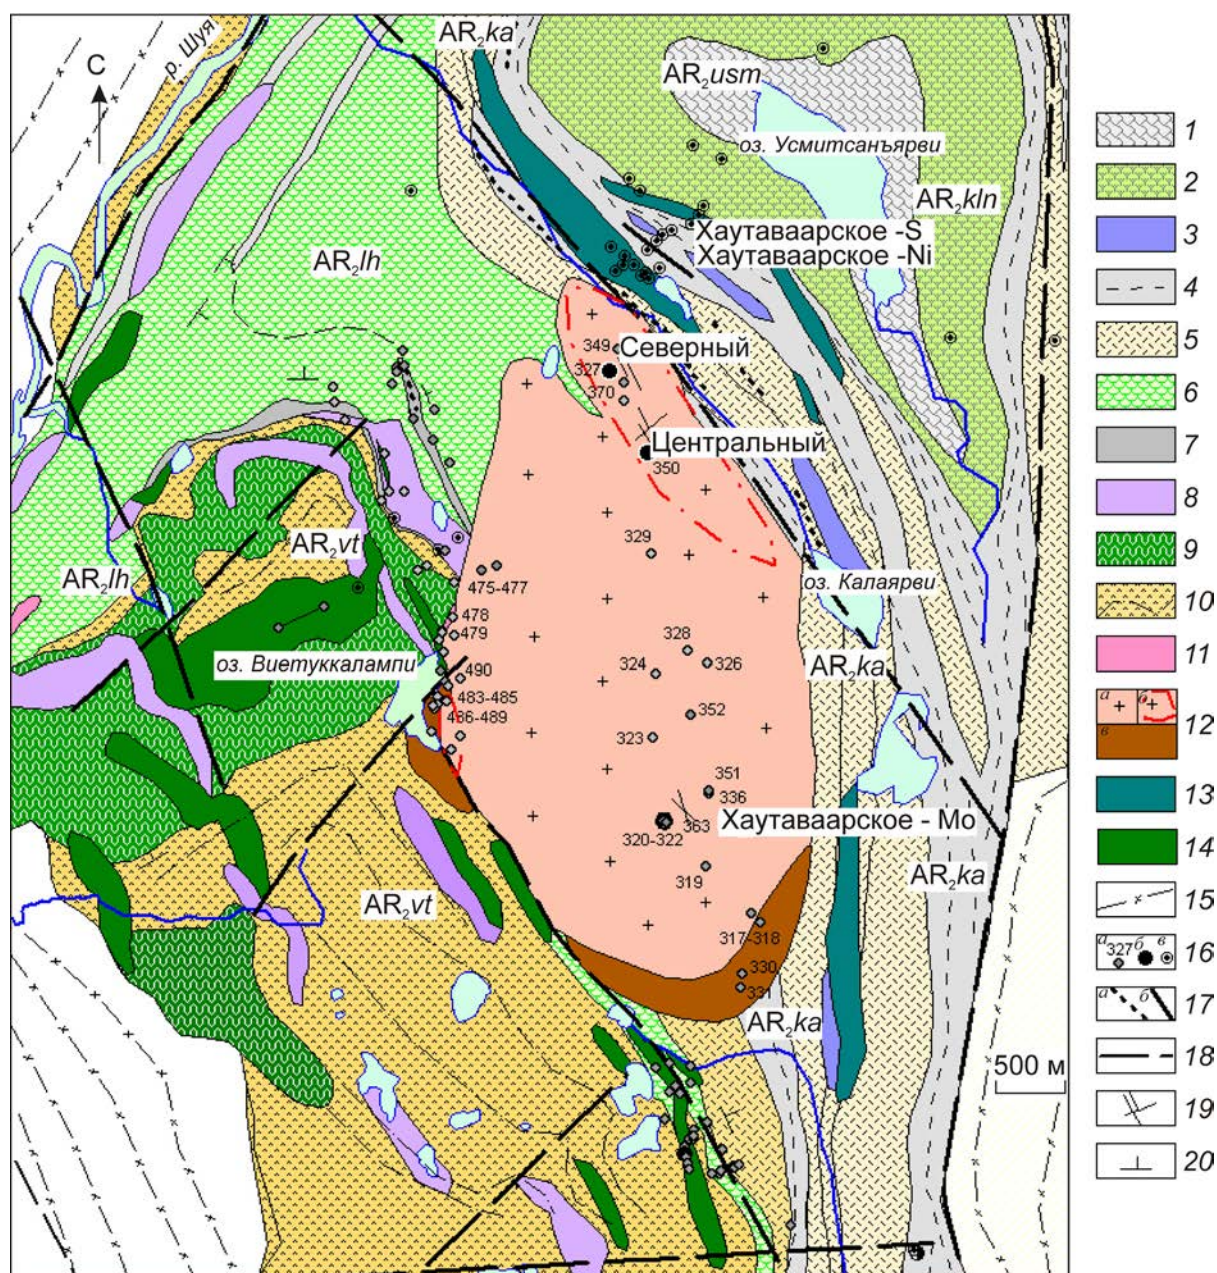 р. Шуя
С
AR₂ka
AR₂usm
оз. Усмитсанъярви
AR₂kln
Хаутаваарское -S
Хаутаваарское -Ni
AR₂lh
349
Северный
327
370
Центральный
350
AR₂vt
329
AR₂lh
475-477
оз. Калаярви
478
479
328
326
324
AR₂ka
оз. Виетуккалампи
490
483-485
486-489
352
323
351
336
Хаутаваарское - Мо
363
320-322
319
AR₂ka
AR₂vt
317-318
330
331
AR₂ka
500 м
1
2
3
4
5
6
7
8
9
10
11
а б
в
12
13
14
15
а 327 б в
16
а б
17
18
19
20